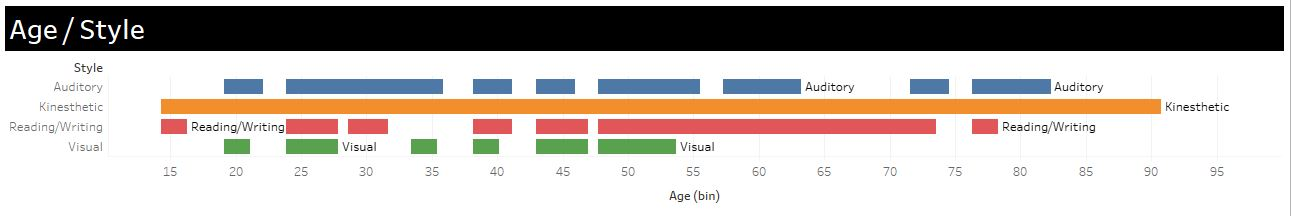 Age / Style
Style
Auditory Auditory Auditory
Kinesthetic Kinesthetic
Reading/Writing Reading/Writing Reading/Writing
Visual Visual Visual
15 20 25 30 35 40 45 50 55 60 65 70 75 80 85 90 95
Age (bin)